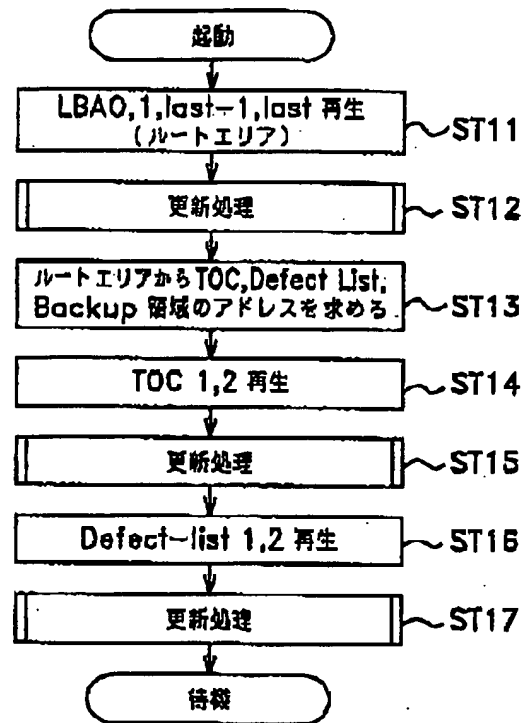 起動
LBA0,1,last-1,last 再生
(ルートエリア)
ST11
更新処理
ST12
ルートエリアからTOC,Defect List,
Backup 領域のアドレスを求める
ST13
TOC 1,2 再生
ST14
更新処理
ST15
Defect-list 1,2 再生
ST16
更新処理
ST17
待機